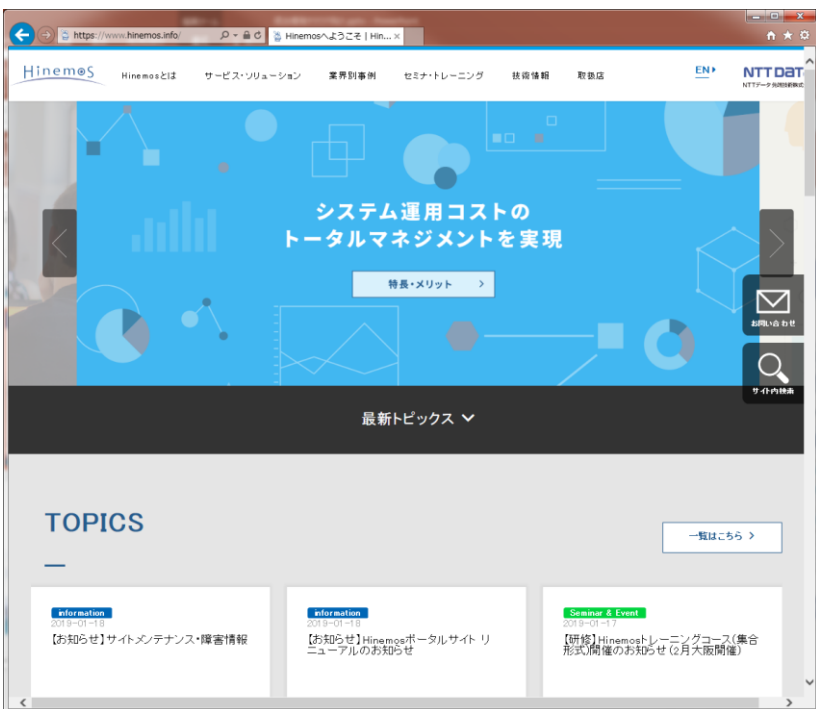 https://www.hinemos.info/
Hinemosへようこそ | Hin...
Hinemos
Hinemosとは
サービス・ソリューション
業界別事例
セミナ・トレーニング
技術情報
取扱店
EN
NTT DATA
システム運用コストの
トータルマネジメントを実現
特長・メリット
お問い合わせ
サイト内検索
最新トピックス
TOPICS
一覧はこちら
information
2019-01-18
【お知らせ】サイトメンテナンス・障害情報
information
2019-01-18
【お知らせ】Hinemosポータルサイト リ
ニューアルのお知らせ
Seminar & Event
2019-01-17
【研修】Hinemosトレーニングコース(集合
形式)開催のお知らせ(2月大阪開催)